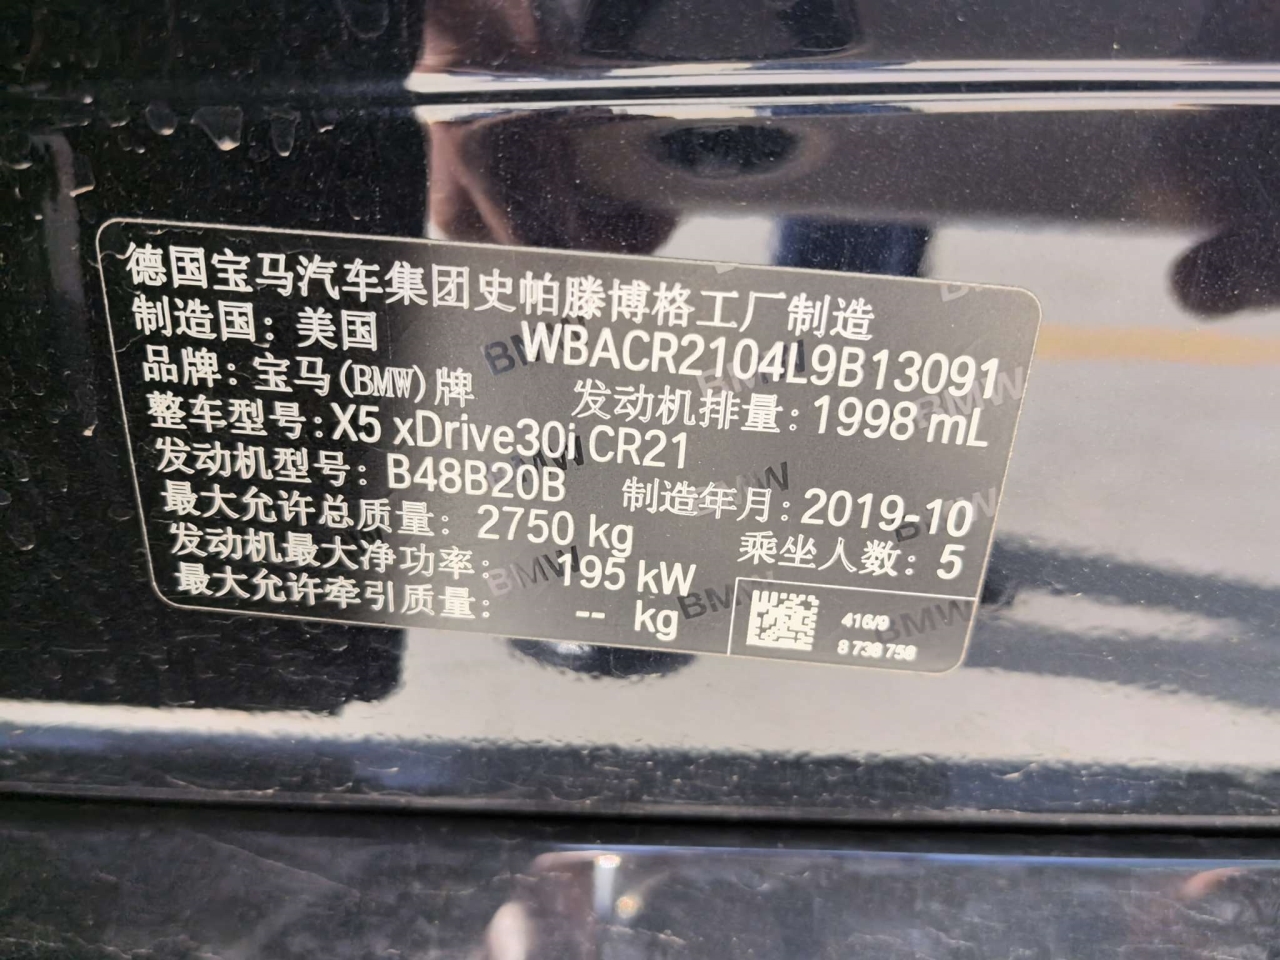 德国宝马汽车集团史帕滕博格工厂制造
制造国：美国 WBACR2104L9B13091
品牌：宝马(BMW)牌 发动机排量：1998 mL
整车型号：X5 xDrive30i CR21
发动机型号：B48B20B 制造年月：2019-10
最大允许总质量：2750 kg 乘坐人数：5
发动机最大净功率：195 kW
最大允许牵引质量：-- kg
416/9
8 738 758